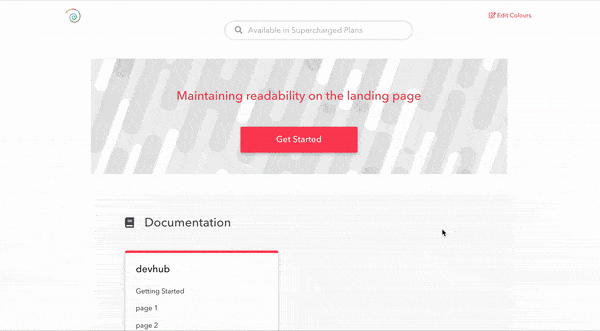 Edit Colours
Available in Supercharged Plans
Maintaining readability on the landing page
Get Started
Documentation
devhub
Getting Started
page 1
page 2